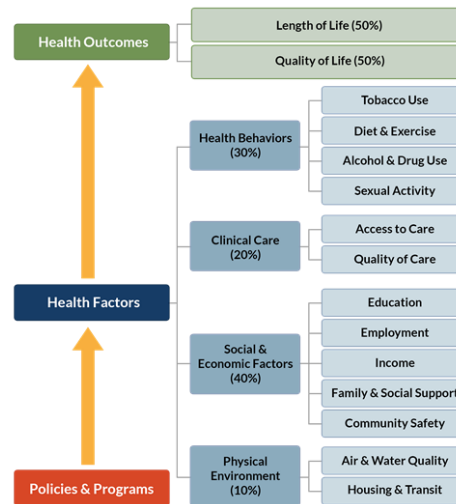 Health Outcomes
Length of Life (50%)
Quality of Life (50%)
Health Factors
Health Behaviors
(30%)
Tobacco Use
Diet & Exercise
Alcohol & Drug Use
Sexual Activity
Clinical Care
(20%)
Access to Care
Quality of Care
Social &
Economic Factors
(40%)
Education
Employment
Income
Family & Social Support
Community Safety
Physical
Environment
(10%)
Air & Water Quality
Housing & Transit
Policies & Programs